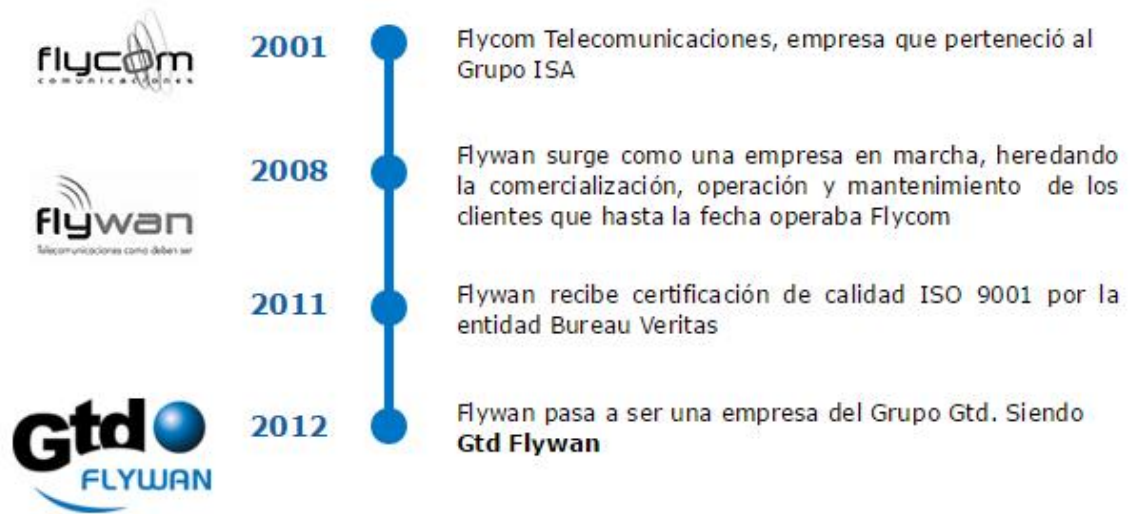 flycom
comunicaciones
2001
Flycom Telecomunicaciones, empresa que perteneció al
Grupo ISA
flywan
Telecomunicaciones como deben ser
2008
Flywan surge como una empresa en marcha, heredando
la comercialización, operación y mantenimiento de los
clientes que hasta la fecha operaba Flycom
2011
Flywan recibe certificación de calidad ISO 9001 por la
entidad Bureau Veritas
Gtd
FLYWAN
2012
Flywan pasa a ser una empresa del Grupo Gtd. Siendo
Gtd Flywan